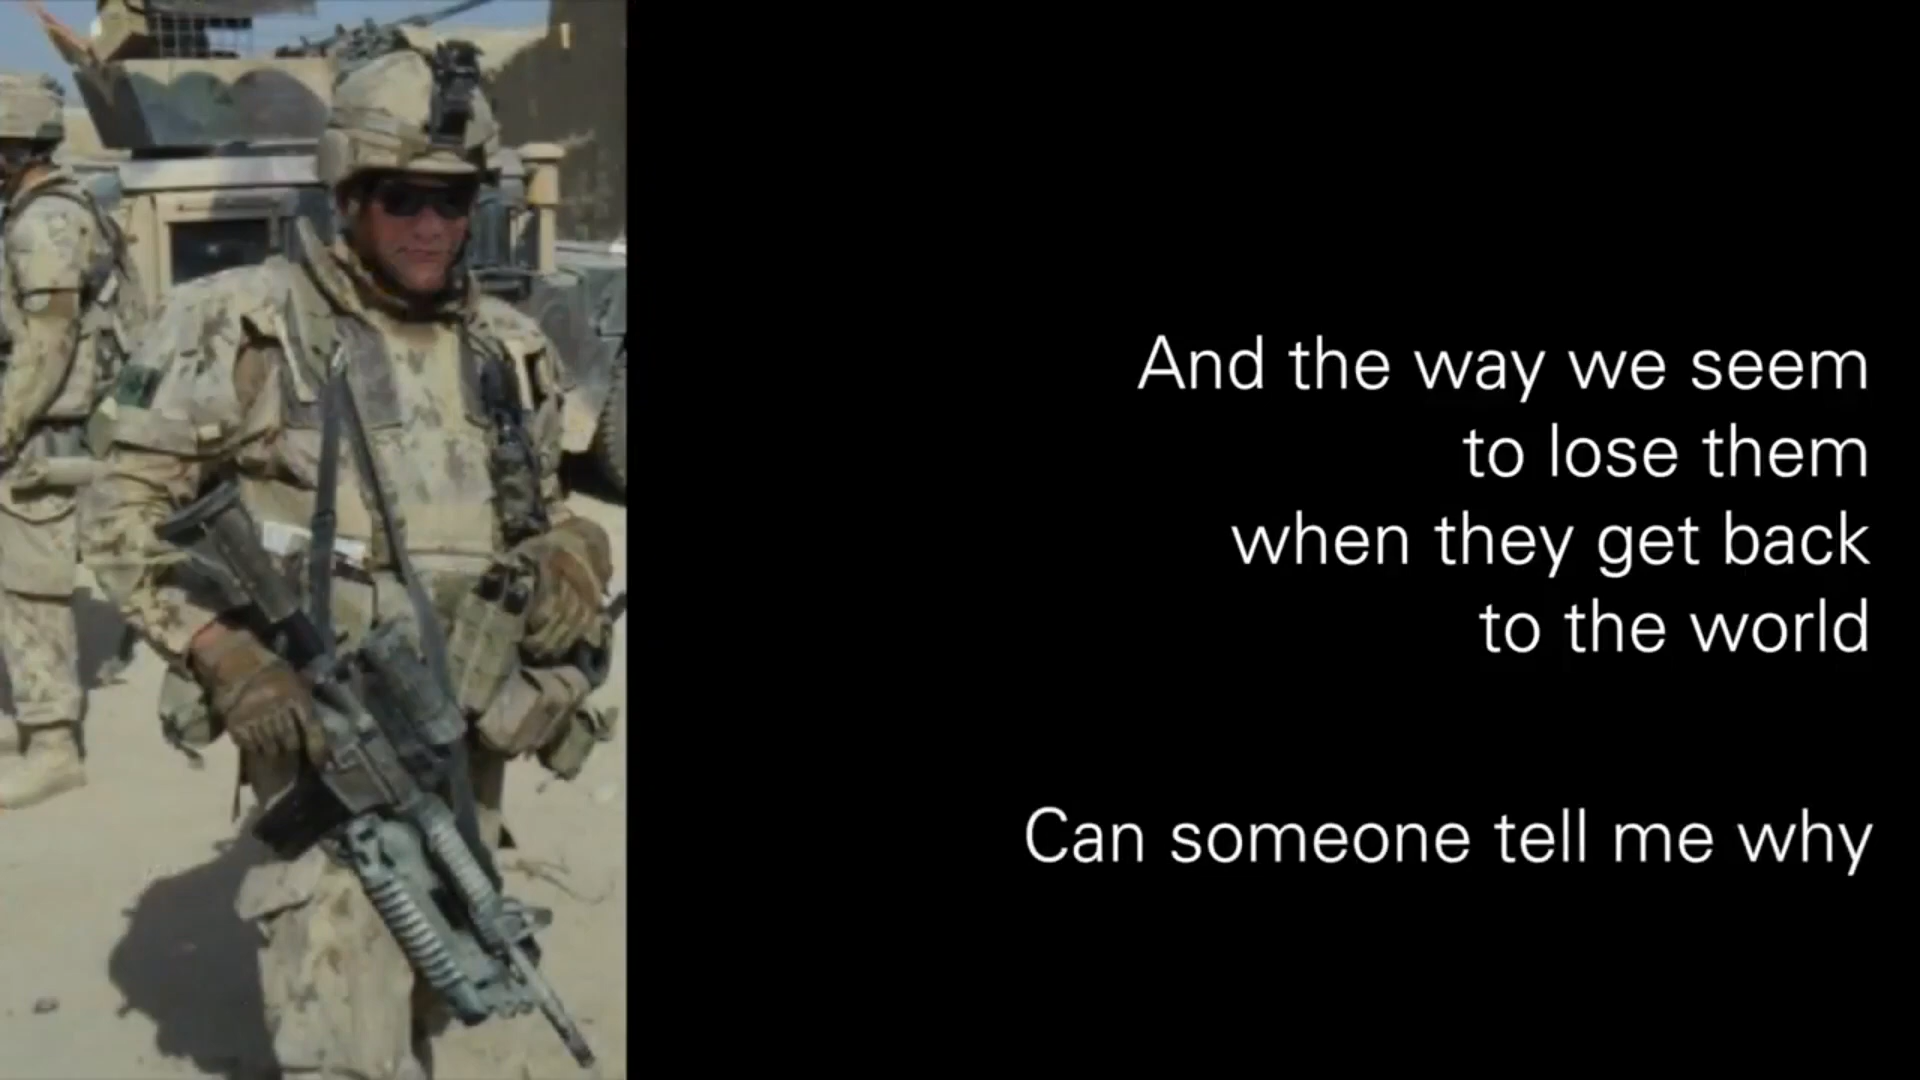 And the way we seem
to lose them
when they get back
to the world
Can someone tell me why